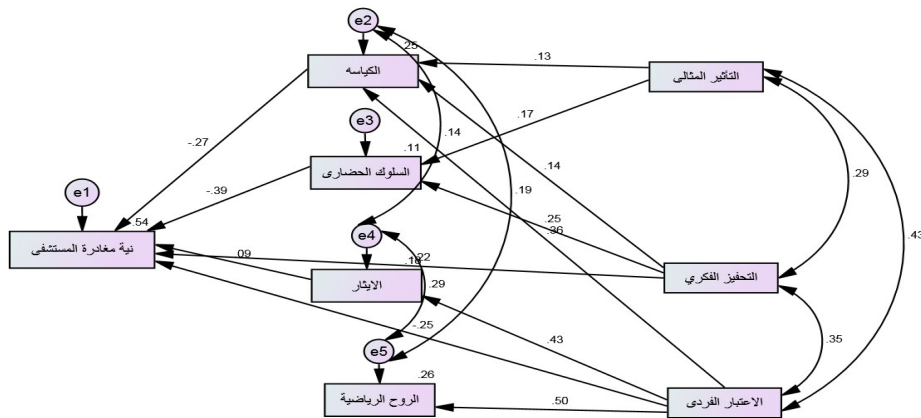 e2
.25
الكياسه
.13
التأثير المثالى
e3
.14
.17
-.27
.11
السلوك الحضارى
.14
.29
-.39
.19
e1
.54
.25
.36
.43
نية مغادرة المستشفى
e4
.22
.09
التحفيز الفكري
الايثار
.29
-.25
.43
.35
e5
.26
الروح الرياضية
.50
الاعتبار الفردى